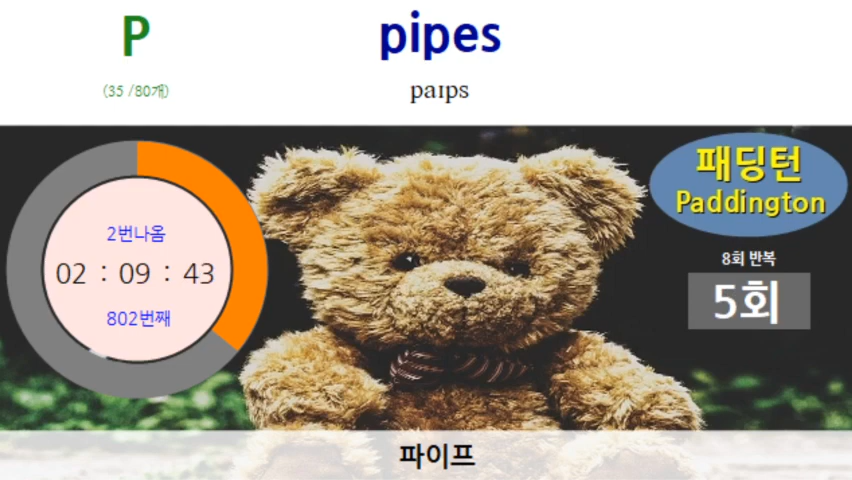 P
pipes
(35 /80개)
paɪps
패딩턴
Paddington
2번나옴
8회 반복
02 : 09 : 43
5회
802번째
파이프